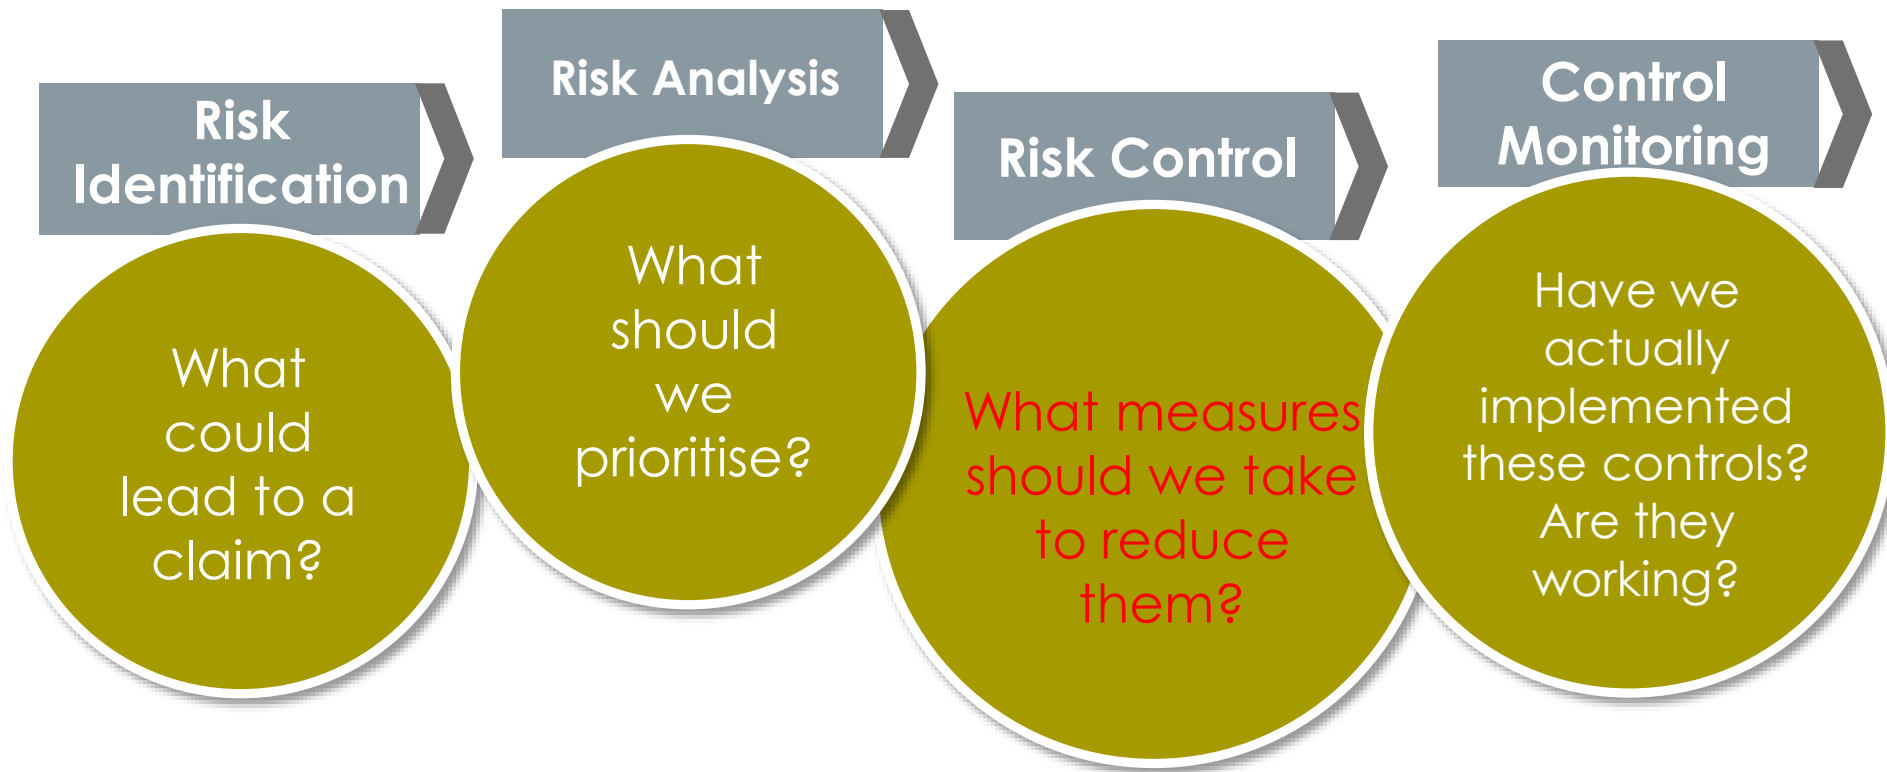 Risk
Identification
What
could
lead to a
claim?
Risk Analysis
What
should
we
prioritise?
Risk Control
What measures
should we take
to reduce
them?
Control
Monitoring
Have we
actually
implemented
these controls?
Are they
working?